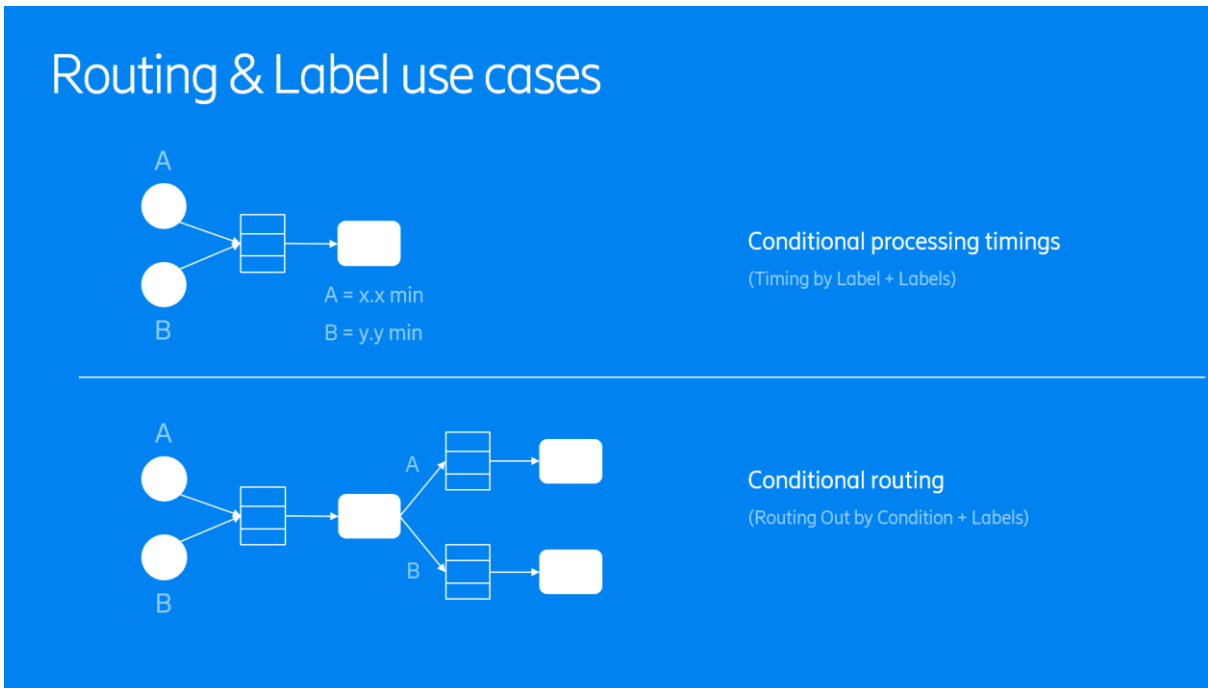 Routing & Label use cases
A
B
A = x.x min
B = y.y min
Conditional processing timings
(Timing by Label + Labels)
A
B
A
B
Conditional routing
(Routing Out by Condition + Labels)